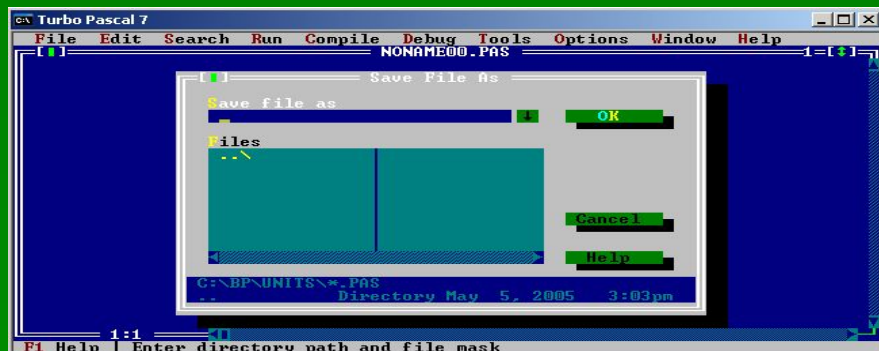 Turbo Pascal 7
File Edit Search Run Compile Debug Tools Options Window Help
NONAME00.PAS 1
Save File As
Save file as
OK
Files
..\
Cancel
Help
C:\BP\UNITS\*.PAS
.. Directory May 5, 2005 3:03pm
1:1
F1 Help | Enter directory path and file mask